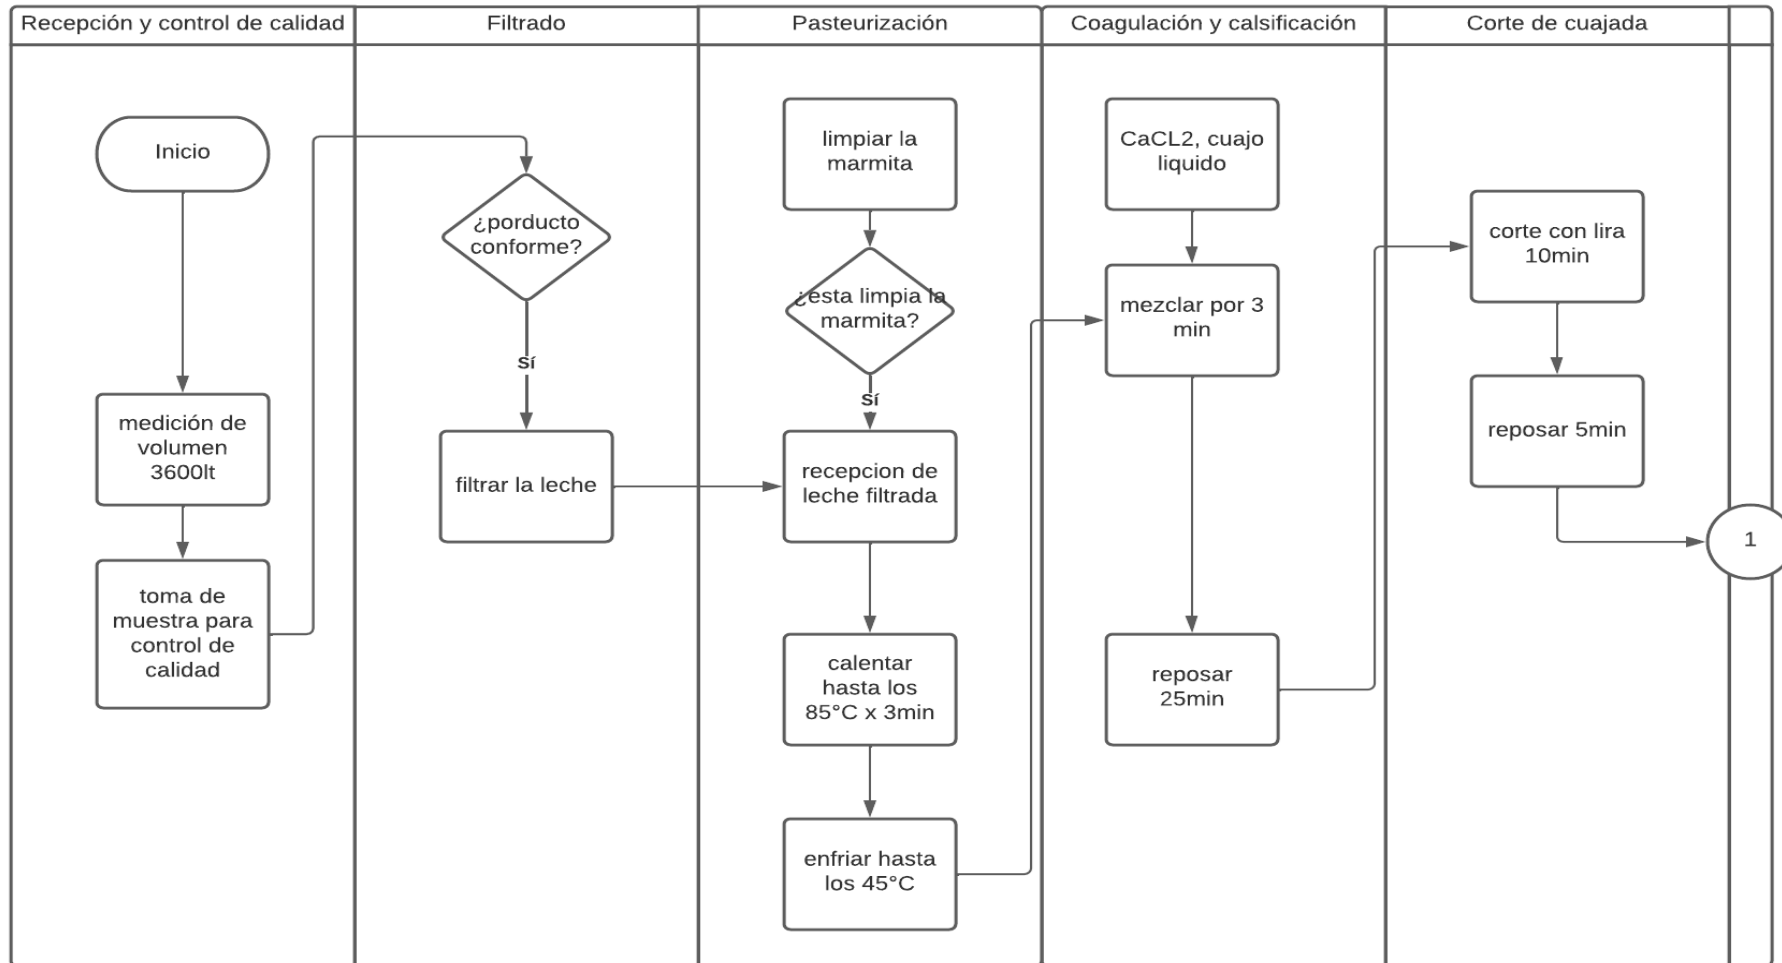 Recepción y control de calidad
Filtrado
Pasteurización
Coagulación y calsificación
Corte de cuajada
Inicio
medición de
volumen
3600lt
toma de
muestra para
control de
calidad
¿porducto
conforme?
Sí
filtrar la leche
limpiar la
marmita
¿esta limpia la
marmita?
Sí
recepcion de
leche filtrada
calentar
hasta los
85°C x 3min
enfriar hasta
los 45°C
CaCL2, cuajo
liquido
mezclar por 3
min
reposar
25min
corte con lira
10min
reposar 5min
1